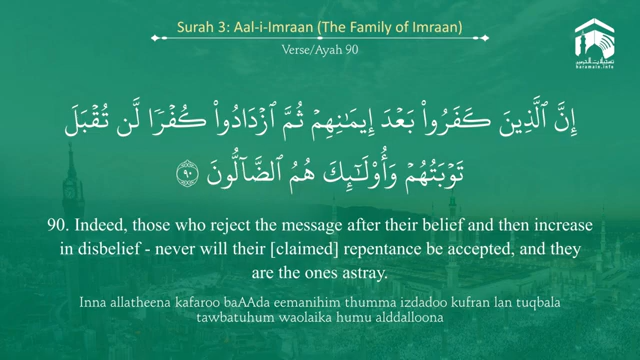 Surah 3: Aal-i-Imraan (The Family of Imraan)
Verse/Ayah 90
إِنَّ ٱلَّذِينَ كَفَرُوا۟ بَعْدَ إِيمَـٰنِهِمْ ثُمَّ ٱزْدَادُوا۟ كُفْرًا لَّن تُقْبَلَ
تَوْبَتُهُمْ وَأُو۟لَـٰٓئِكَ هُمُ ٱلضَّآلُّونَ ٩٠
90. Indeed, those who reject the message after their belief and then increase
in disbelief - never will their [claimed] repentance be accepted, and they
are the ones astray.
Inna allatheena kafaroo baAAda eemanihim thumma izdadoo kufran lan tuqbala
tawbatuhum waolaika humu alddalloona
haramain.info